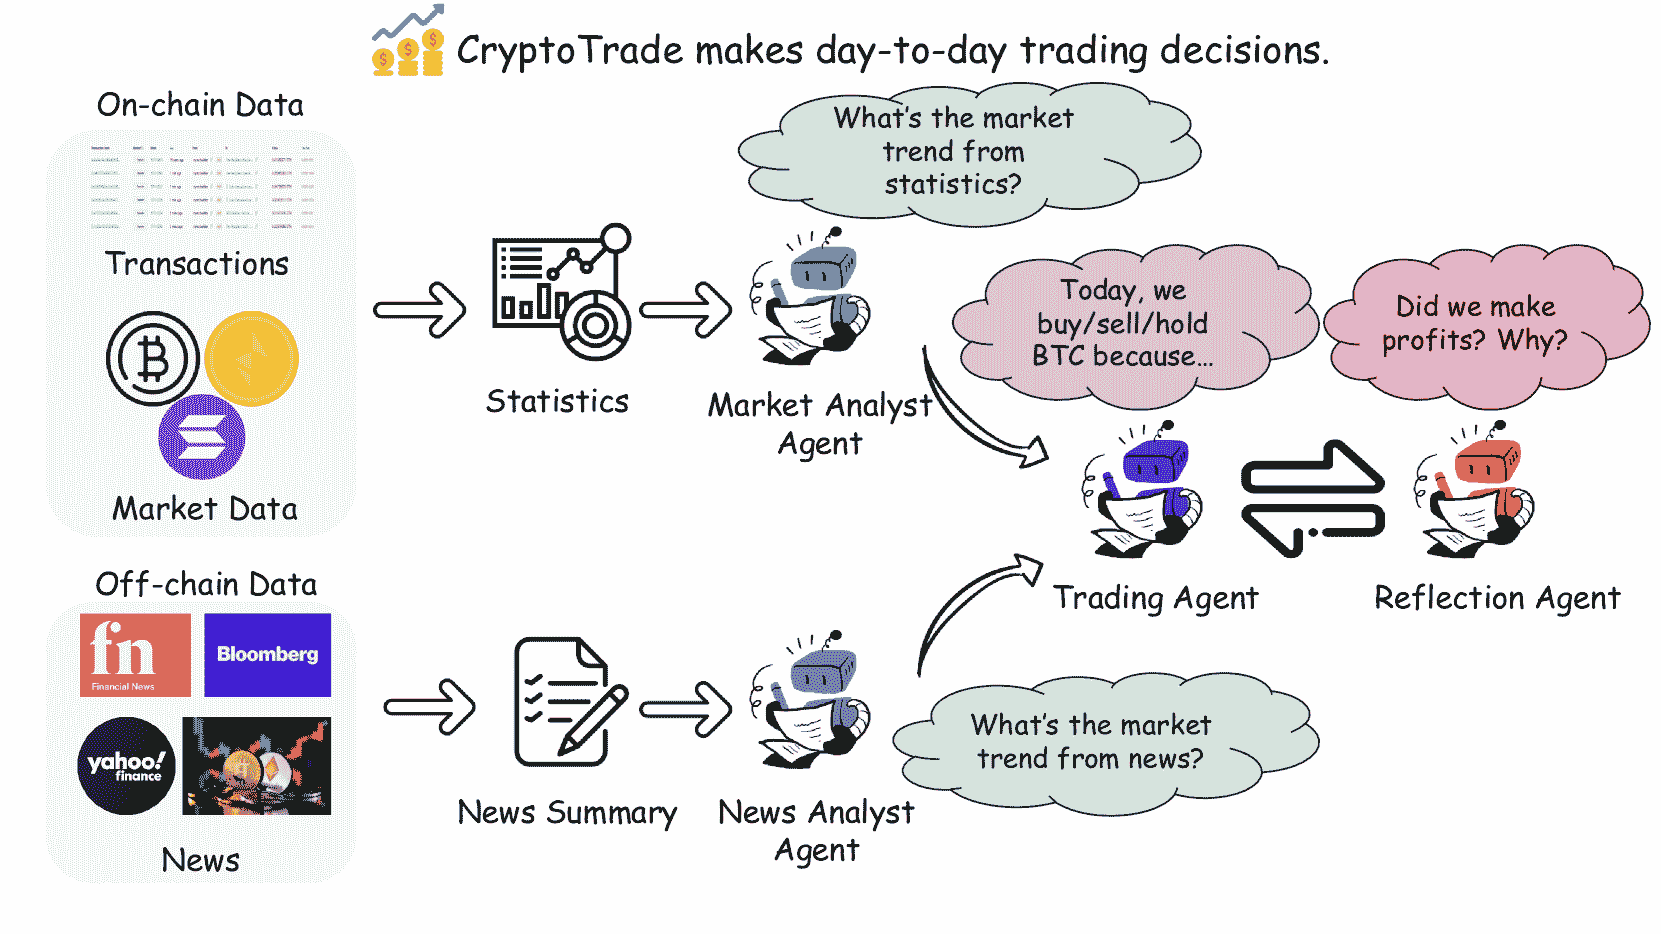 CryptoTrade makes day-to-day trading decisions.
On-chain Data
Transactions
Market Data
Statistics
What's the market
trend from
statistics?
Market Analyst
Agent
Today, we
buy/sell/hold
BTC because...
Did we make
profits? Why?
Trading Agent
Reflection Agent
Off-chain Data
fn
Financial News
Bloomberg
yahoo!
finance
News
News Summary
News Analyst
Agent
What's the market
trend from news?